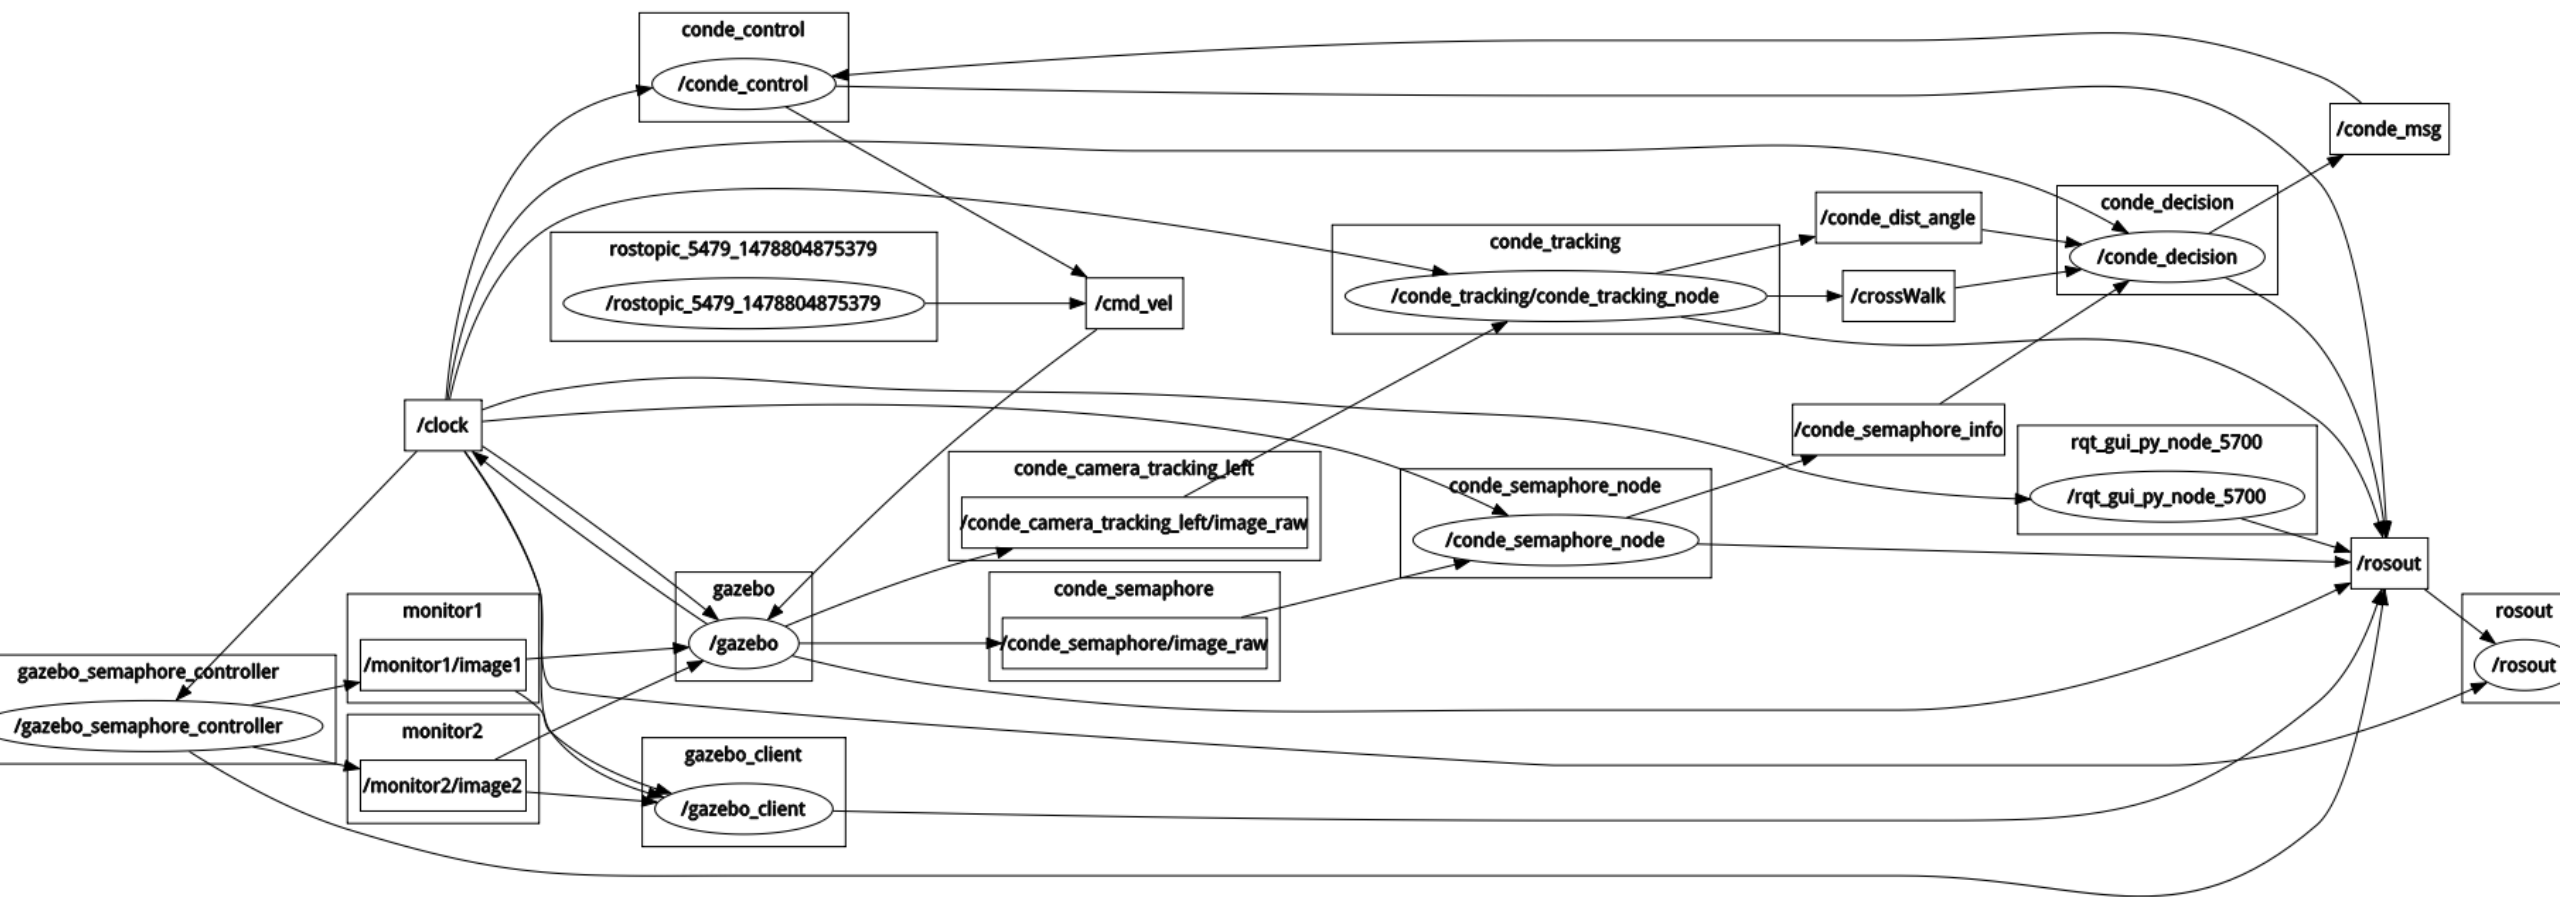 conde_control
/conde_control
/conde_msg
conde_decision
/conde_decision
/conde_dist_angle
conde_tracking
/conde_tracking/conde_tracking_node
/crossWalk
rostopic_5479_1478804875379
/rostopic_5479_1478804875379
/cmd_vel
/clock
/conde_semaphore_info
rqt_gui_py_node_5700
/rqt_gui_py_node_5700
conde_camera_tracking_left
/conde_camera_tracking_left/image_raw
conde_semaphore_node
/conde_semaphore_node
/rosout
gazebo
/gazebo
conde_semaphore
/conde_semaphore/image_raw
rosout
/rosout
monitor1
/monitor1/image1
gazebo_semaphore_controller
/gazebo_semaphore_controller
monitor2
/monitor2/image2
gazebo_client
/gazebo_client